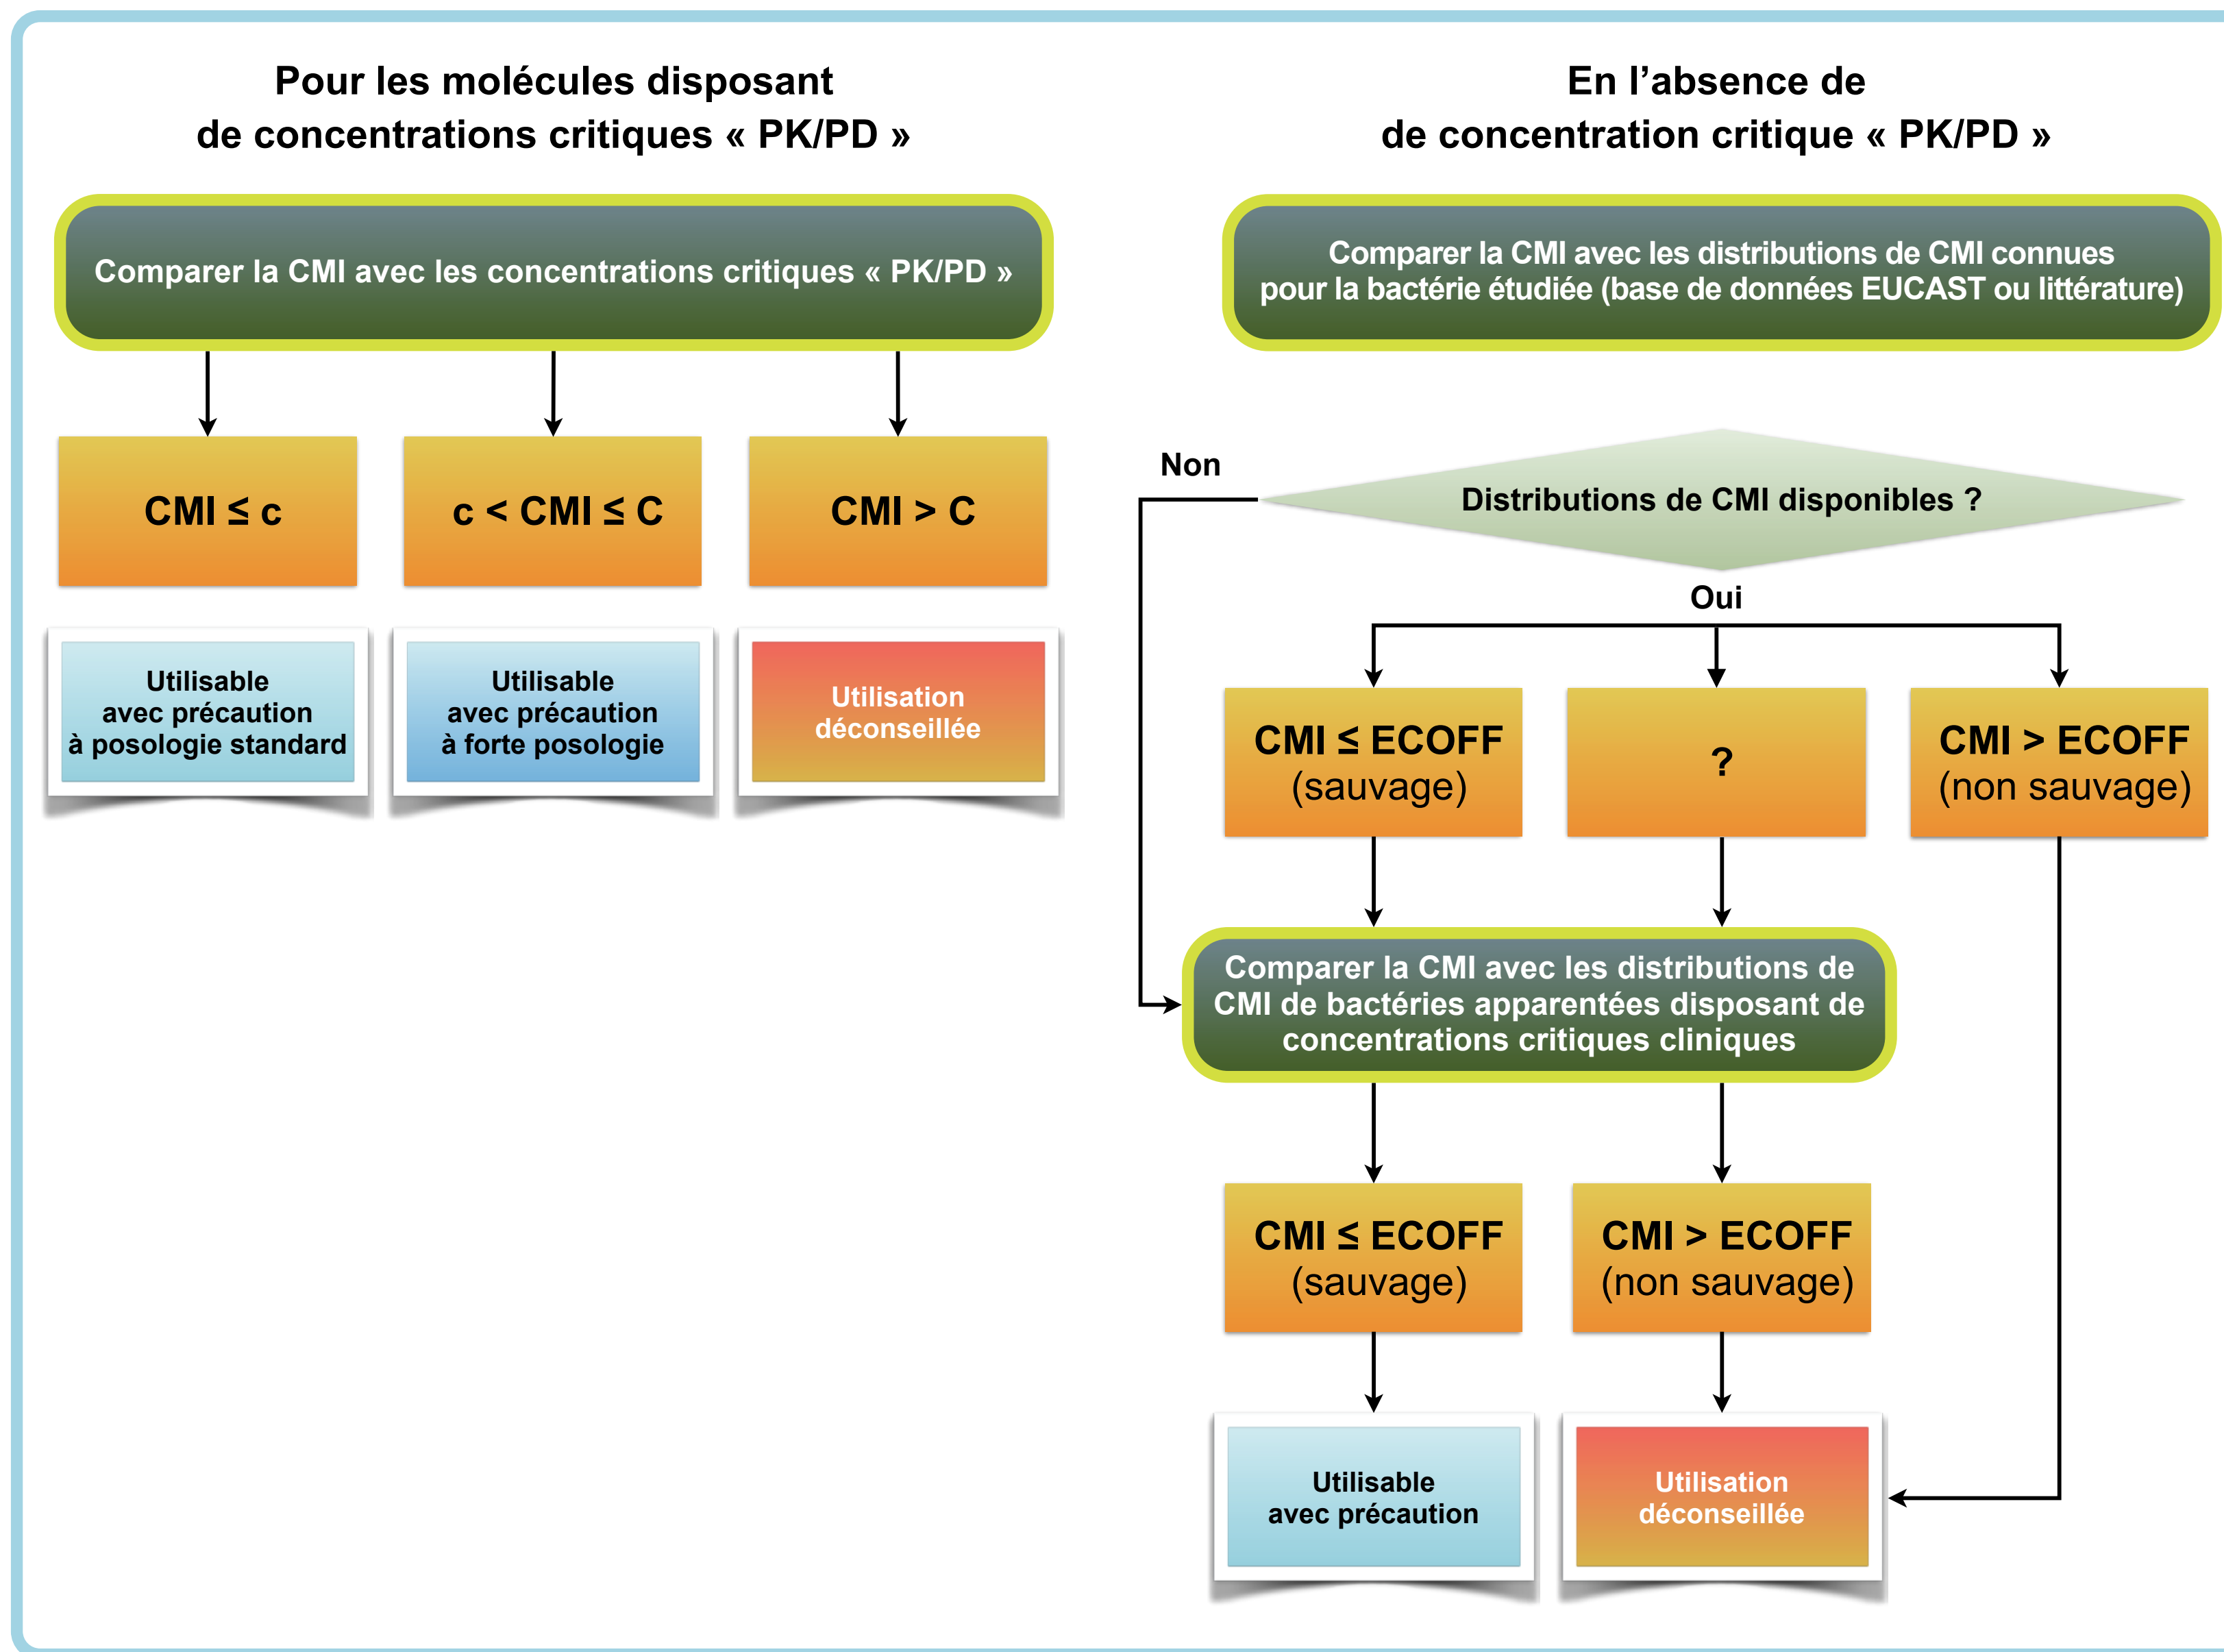 Pour les molécules disposant
de concentrations critiques « PK/PD »
Comparer la CMI avec les concentrations critiques « PK/PD »
CMI ≤ c
c < CMI ≤ C
CMI > C
Utilisable
avec précaution
à posologie standard
Utilisable
avec précaution
à forte posologie
Utilisation
déconseillée
En l’absence de
de concentration critique « PK/PD »
Comparer la CMI avec les distributions de CMI connues
pour la bactérie étudiée (base de données EUCAST ou littérature)
Non
Distributions de CMI disponibles ?
Oui
CMI ≤ ECOFF
(sauvage)
?
CMI > ECOFF
(non sauvage)
Comparer la CMI avec les distributions de
CMI de bactéries apparentées disposant de
concentrations critiques cliniques
CMI ≤ ECOFF
(sauvage)
CMI > ECOFF
(non sauvage)
Utilisable
avec précaution
Utilisation
déconseillée